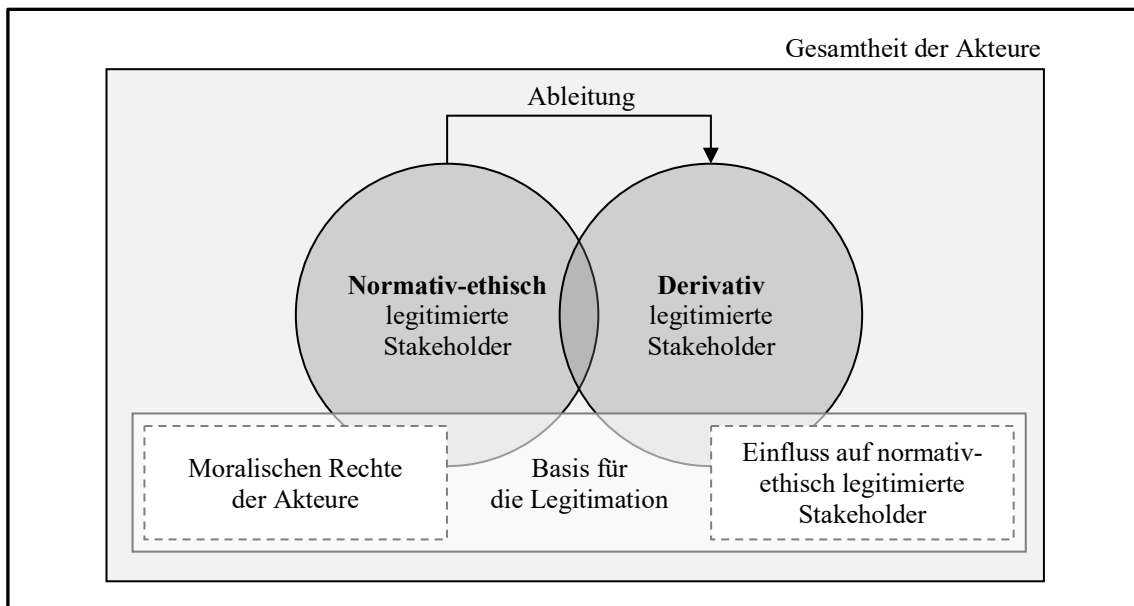 Gesamtheit der Akteure
Ableitung
Normativ-ethisch
legitimierte
Stakeholder
Derivativ
legitimierte
Stakeholder
Moralischen Rechte
der Akteure
Basis für
die Legitimation
Einfluss auf normativ-
ethisch legitimierte
Stakeholder